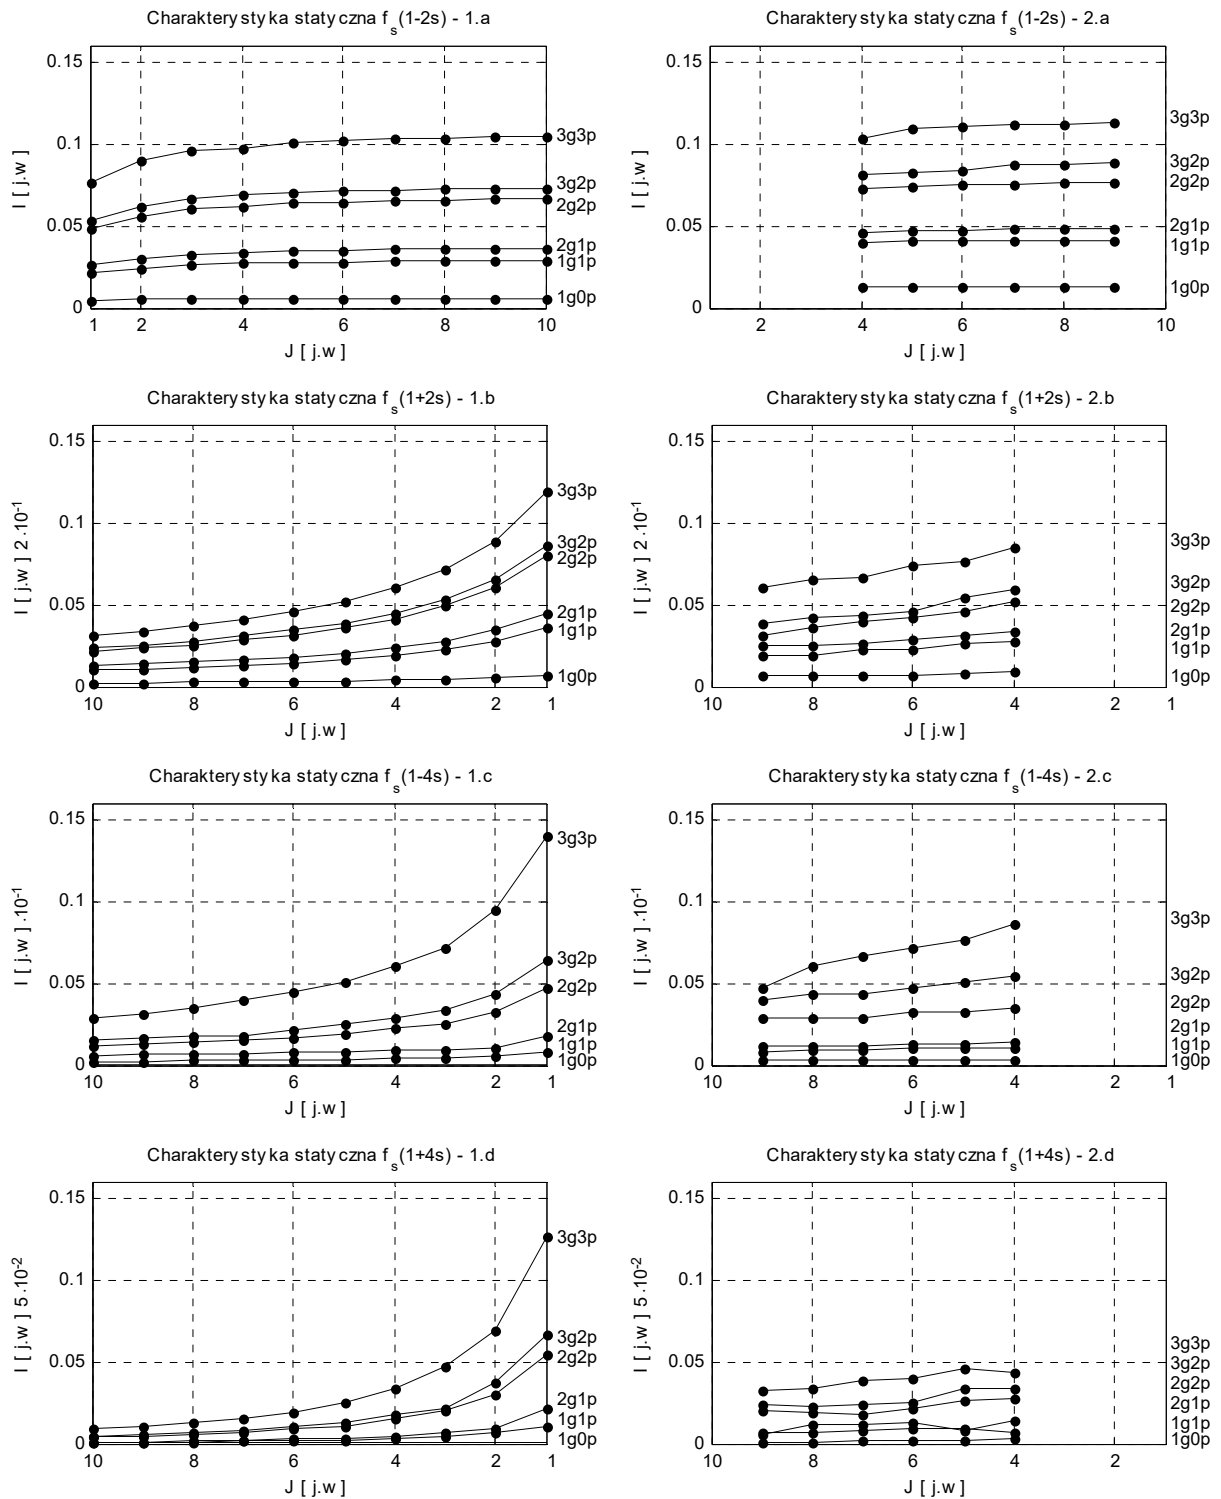 Charakterystyka statyczna f_s(1-2s) - 1.a
0.15
0.1
0.05
0
I [ j.w ]
3g3p
3g2p
2g2p
2g1p
1g1p
1g0p
1 2 4 6 8 10
J [ j.w ]
Charakterystyka statyczna f_s(1-2s) - 2.a
0.15
0.1
0.05
0
I [ j.w ]
3g3p
3g2p
2g2p
2g1p
1g1p
1g0p
2 4 6 8 10
J [ j.w ]
Charakterystyka statyczna f_s(1+2s) - 1.b
0.15
0.1
0.05
0
I [ j.w ] 2.10^-1
3g3p
3g2p
2g2p
2g1p
1g1p
1g0p
10 8 6 4 2 1
J [ j.w ]
Charakterystyka statyczna f_s(1+2s) - 2.b
0.15
0.1
0.05
0
I [ j.w ] 2.10^-1
3g3p
3g2p
2g2p
2g1p
1g1p
1g0p
10 8 6 4 2 1
J [ j.w ]
Charakterystyka statyczna f_s(1-4s) - 1.c
0.15
0.1
0.05
0
I [ j.w ] .10^-1
3g3p
3g2p
2g2p
2g1p
1g1p
1g0p
10 8 6 4 2 1
J [ j.w ]
Charakterystyka statyczna f_s(1-4s) - 2.c
0.15
0.1
0.05
0
I [ j.w ] .10^-1
3g3p
3g2p
2g2p
2g1p
1g1p
1g0p
10 8 6 4 2 1
J [ j.w ]
Charakterystyka statyczna f_s(1+4s) - 1.d
0.15
0.1
0.05
0
I [ j.w ] 5.10^-2
3g3p
3g2p
2g2p
2g1p
1g1p
1g0p
10 8 6 4 2 1
J [ j.w ]
Charakterystyka statyczna f_s(1+4s) - 2.d
0.15
0.1
0.05
0
I [ j.w ] 5.10^-2
3g3p
3g2p
2g2p
2g1p
1g1p
1g0p
10 8 6 4 2 1
J [ j.w ]